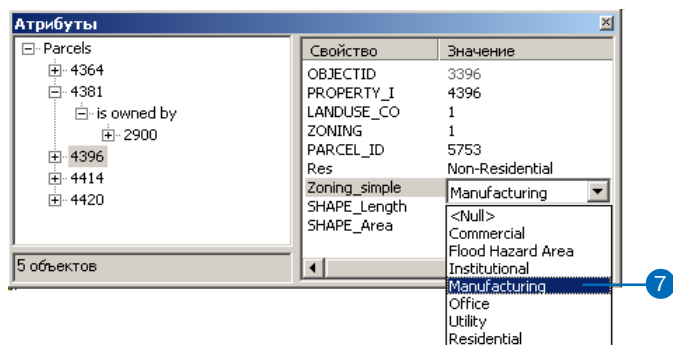 Атрибуты
Parcels
4364
4381
is owned by
2900
4396
4414
4420
5 объектов
Свойство Значение
OBJECTID 3396
PROPERTY_I 4396
LANDUSE_CO 1
ZONING 1
PARCEL_ID 5753
Res Non-Residential
Zoning_simple Manufacturing
SHAPE_Length
SHAPE_Area
<Null>
Commercial
Flood Hazard Area
Institutional
Manufacturing
Office
Utility
Residential
7